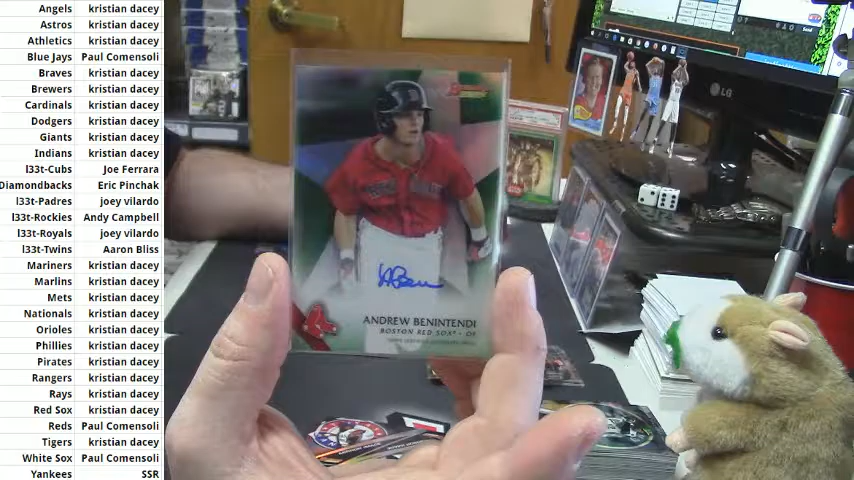 Angels kristian dacey
Astros kristian dacey
Athletics kristian dacey
Blue Jays Paul Comensoli
Braves kristian dacey
Brewers kristian dacey
Cardinals kristian dacey
Dodgers kristian dacey
Giants kristian dacey
Indians kristian dacey
l33t-Cubs Joe Ferrara
Diamondbacks Eric Pinchak
l33t-Padres joey vilardo
l33t-Rockies Andy Campbell
l33t-Royals joey vilardo
l33t-Twins Aaron Bliss
Mariners kristian dacey
Marlins kristian dacey
Mets kristian dacey
Nationals kristian dacey
Orioles kristian dacey
Phillies kristian dacey
Pirates kristian dacey
Rangers kristian dacey
Rays kristian dacey
Red Sox kristian dacey
Reds Paul Comensoli
Tigers kristian dacey
White Sox Paul Comensoli
Yankees SSR
Bowman's
ANDREW BENINTENDI
BOSTON RED SOX • OF
LG